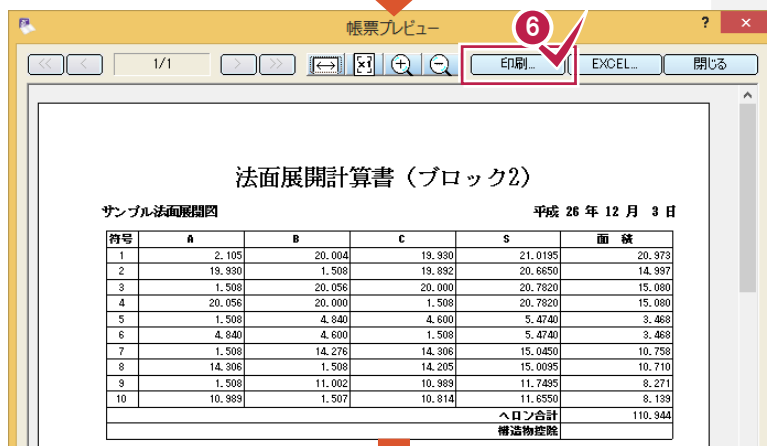 帳票プレビュー ? ×
6
<< < 1/1 > >> ×1 印刷... EXCEL... 閉じる
法面展開計算書（ブロック2）
サンプル法面展開図 平成 26 年 12 月 3 日
符号 A B C S 面 積
1 2.105 20.004 19.930 21.0195 20.973
2 19.930 1.508 19.892 20.6650 14.997
3 1.508 20.056 20.000 20.7820 15.080
4 20.056 20.000 1.508 20.7820 15.080
5 1.508 4.840 4.600 5.4740 3.468
6 4.840 4.600 1.508 5.4740 3.468
7 1.508 14.276 14.306 15.0450 10.758
8 14.306 1.508 14.205 15.0095 10.710
9 1.508 11.002 10.989 11.7495 8.271
10 10.989 1.507 10.814 11.6550 8.139
ヘロン合計 110.944
構造物控除